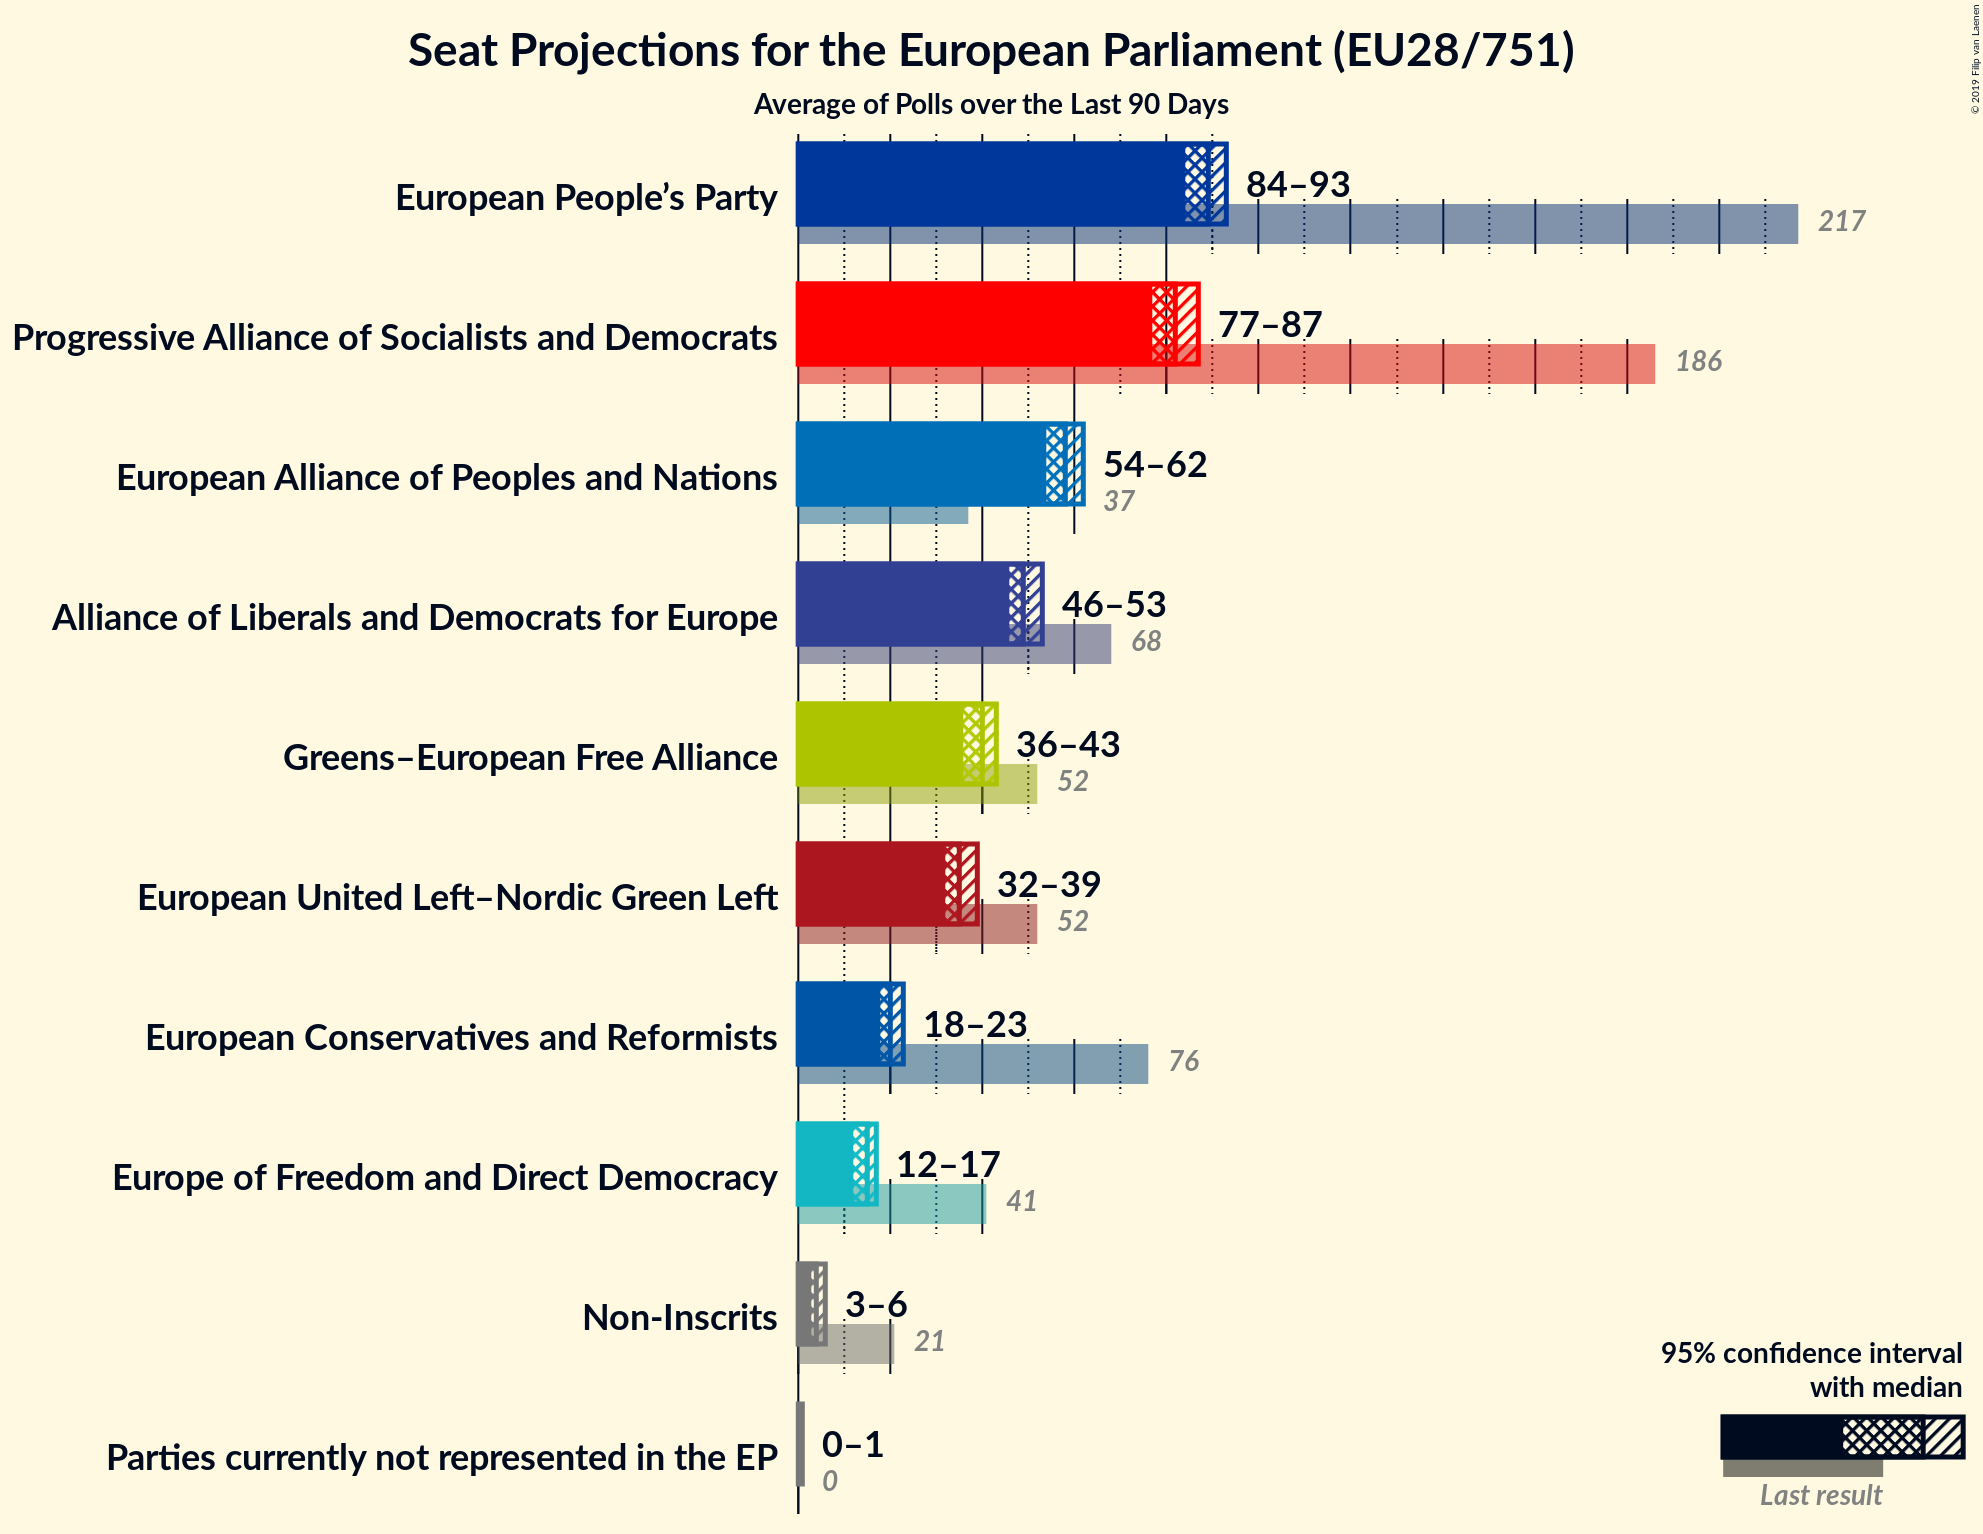 Seat Projections for the European Parliament (EU28/751)
Average of Polls over the Last 90 Days
© 2019 Filip van Laenen
European People’s Party
84–93
217
Progressive Alliance of Socialists and Democrats
77–87
186
European Alliance of Peoples and Nations
54–62
37
Alliance of Liberals and Democrats for Europe
46–53
68
Greens–European Free Alliance
36–43
52
European United Left–Nordic Green Left
32–39
52
European Conservatives and Reformists
18–23
76
Europe of Freedom and Direct Democracy
12–17
41
Non-Inscrits
3–6
21
Parties currently not represented in the EP
0–1
0
95% confidence interval
with median
Last result